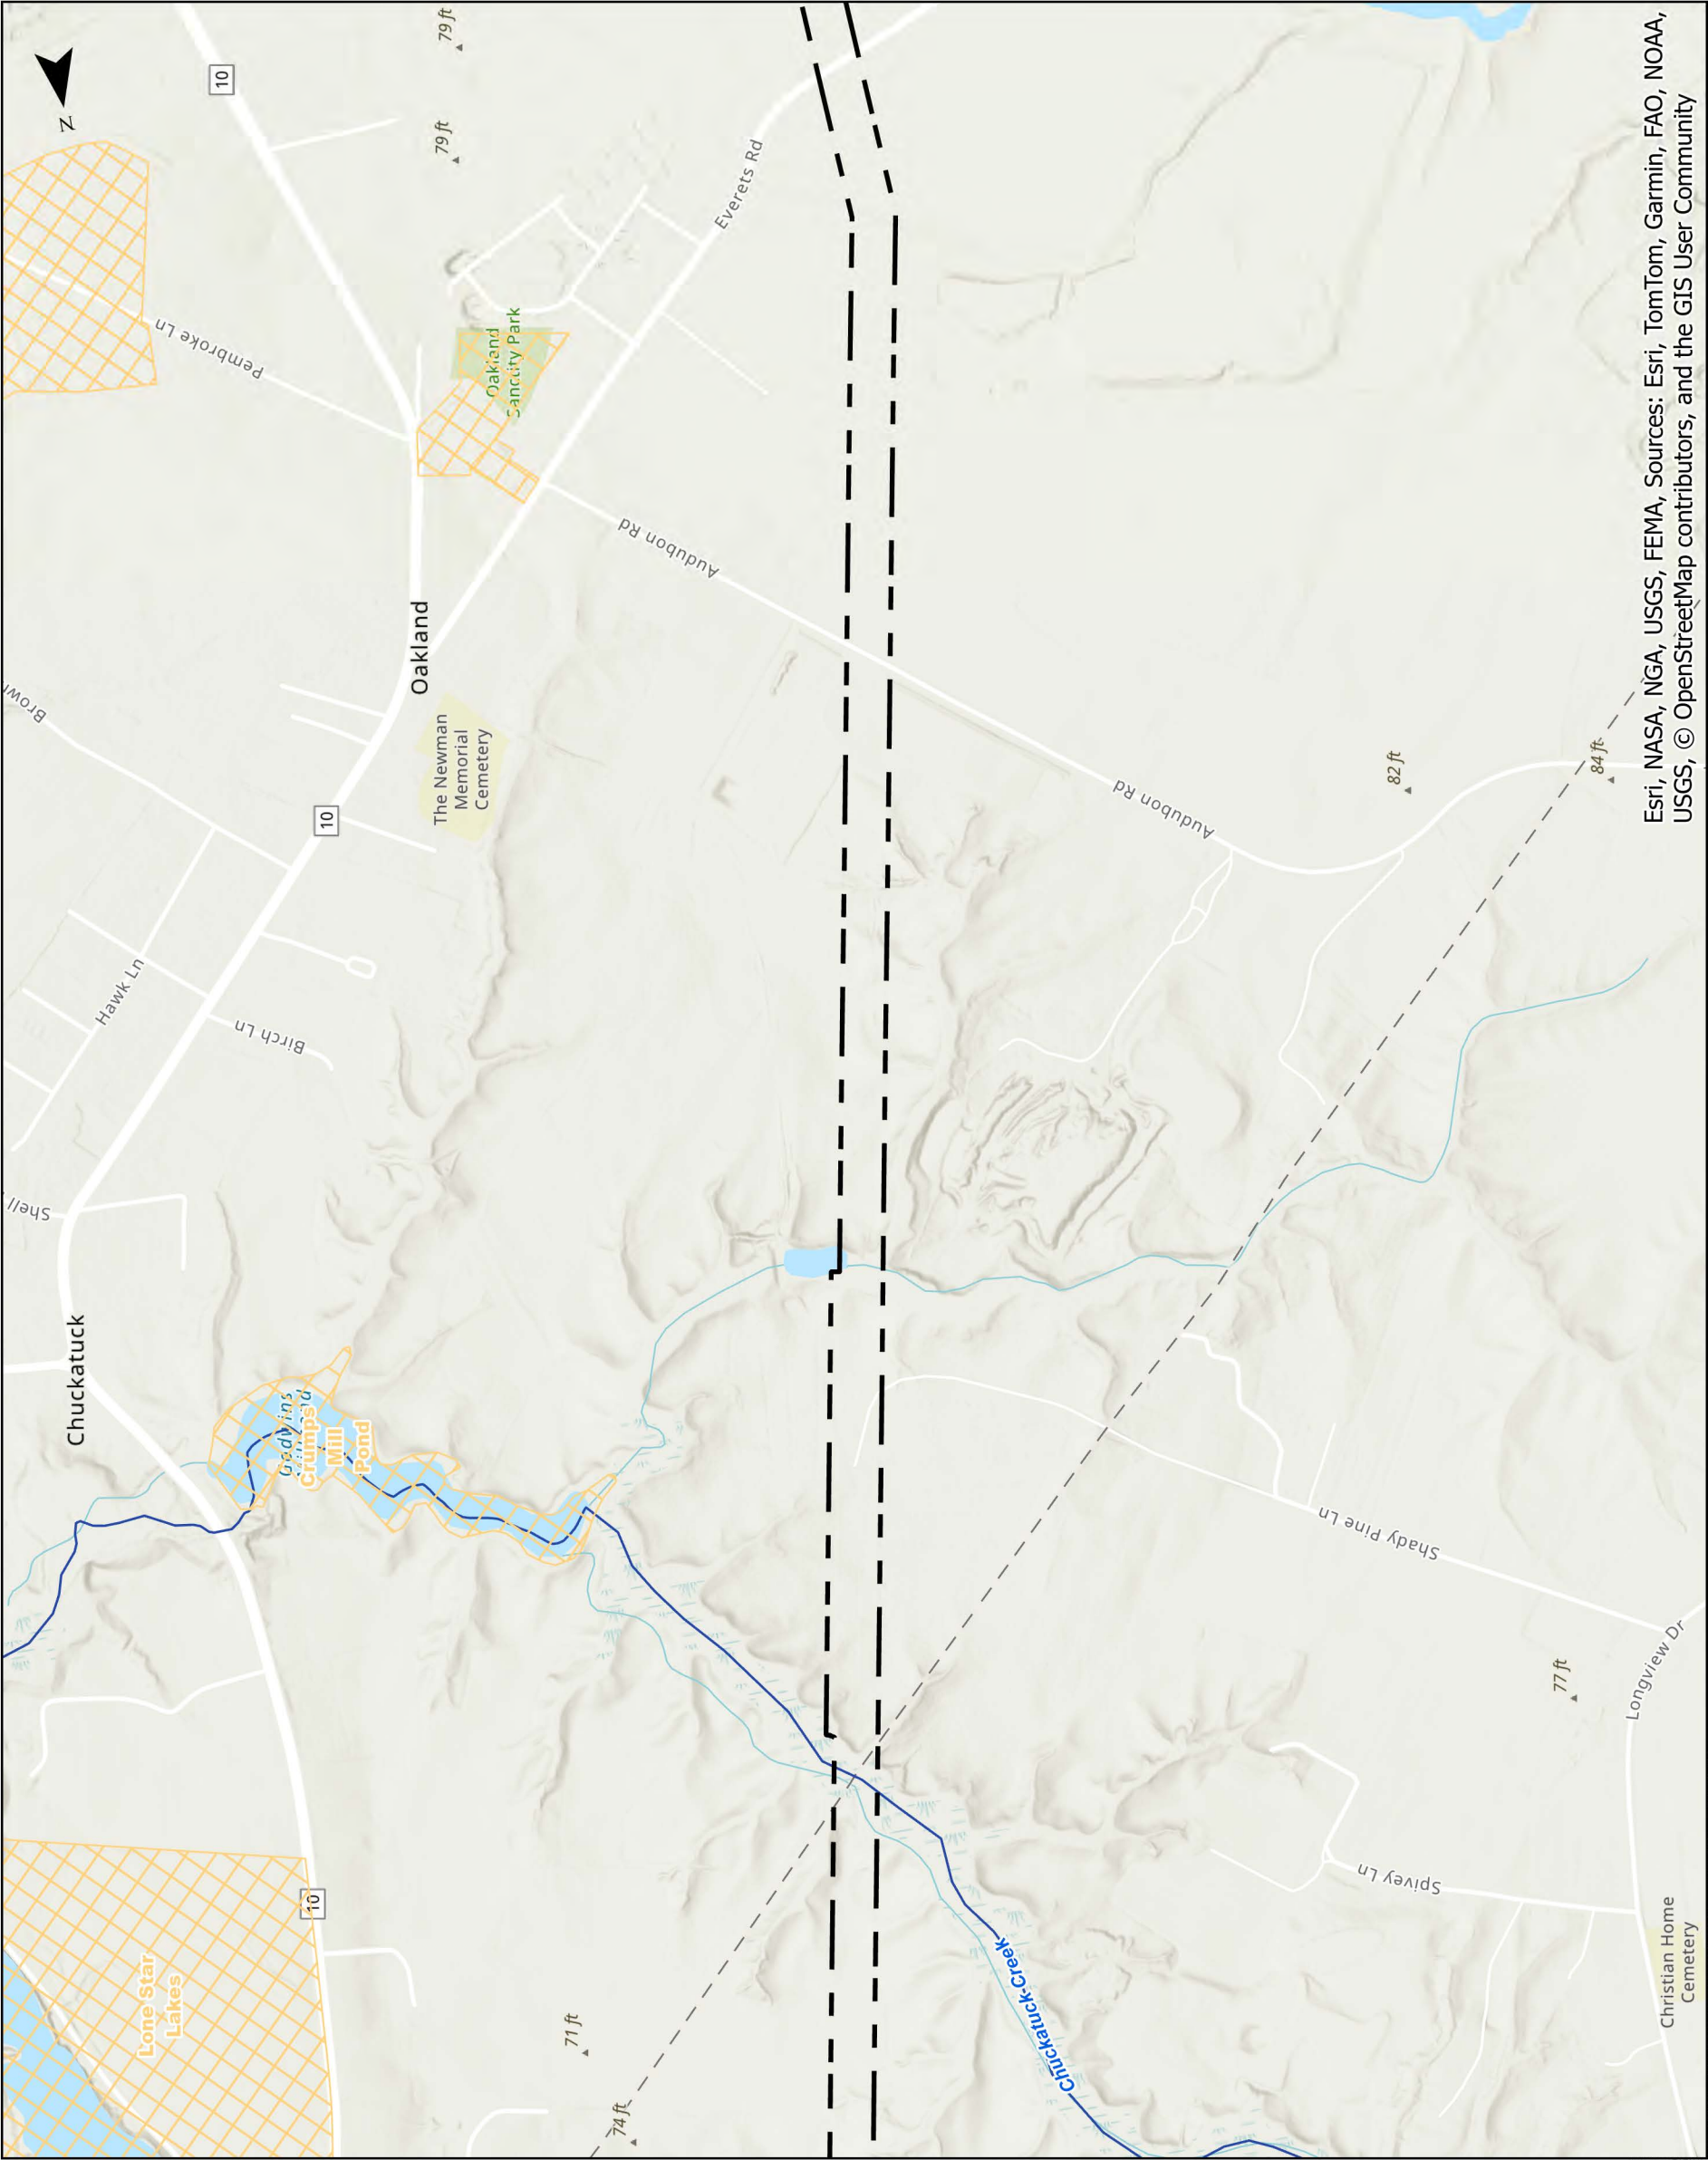 79 ft
79 ft
10
N
Everets Rd
Pembroke Ln
Oakland
Sanctity Park
Audubon Rd
Oakland
Brown
The Newman
Memorial
Cemetery
10
82 ft
84 ft
Audubon Rd
Hawk Ln
Birch Ln
Shell
Chuckatuck
Crumps
Mill
Pond
Shady Pine Ln
Longview Dr
77 ft
Spivey Ln
10
Lone Star
Lakes
Chuckatuck-Creek
Christian Home
Cemetery
71 ft
74 ft
Esri, NASA, NGA, USGS, FEMA, Sources: Esri, TomTom, Garmin, FAO, NOAA,
USGS, © OpenStreetMap contributors, and the GIS User Community